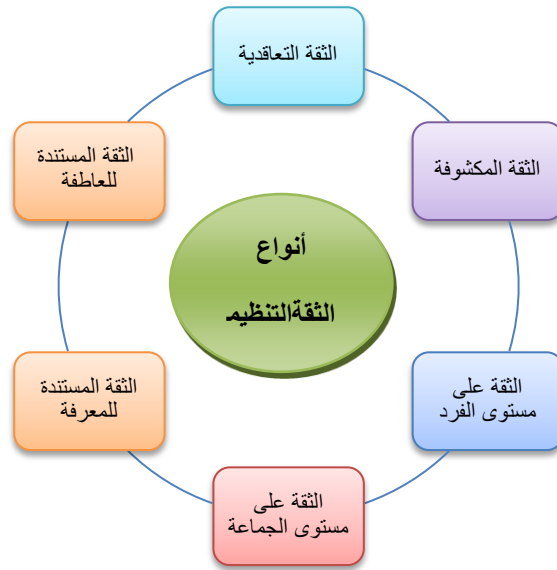 الثقة التعاقدية
الثقة المكشوفة
الثقة على
مستوى الفرد
الثقة على
مستوى الجماعة
الثقة المستندة
للمعرفة
الثقة المستندة
للعاطفة
أنواع
الثقةالتنظيم